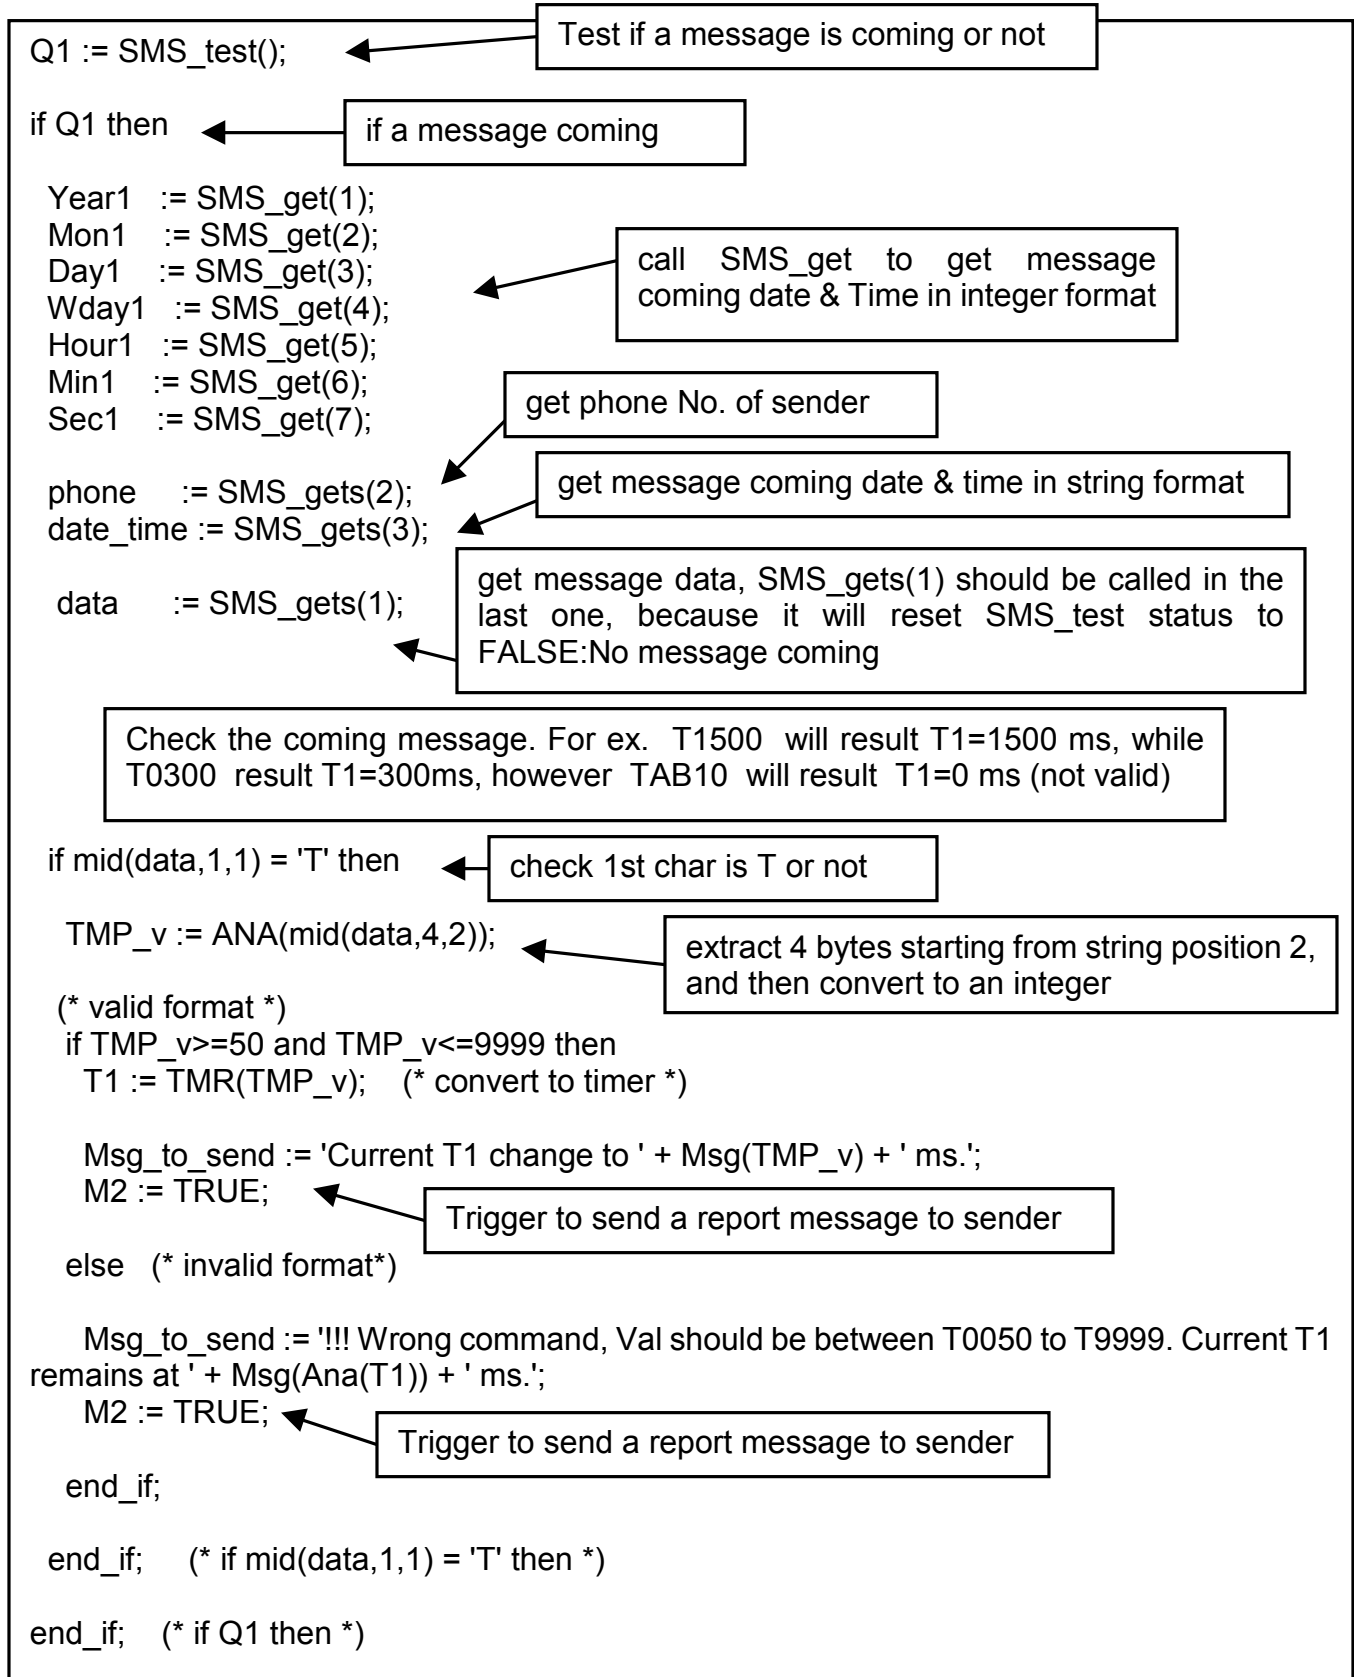 Test if a message is coming or not
Q1 := SMS_test();
if Q1 then
if a message coming
Year1 := SMS_get(1);
Mon1 := SMS_get(2);
Day1 := SMS_get(3);
Wday1 := SMS_get(4);
Hour1 := SMS_get(5);
Min1 := SMS_get(6);
Sec1 := SMS_get(7);
call SMS_get to get message
coming date & Time in integer format
get phone No. of sender
phone := SMS_gets(2);
get message coming date & time in string format
date_time := SMS_gets(3);
data := SMS_gets(1);
get message data, SMS_gets(1) should be called in the
last one, because it will reset SMS_test status to
FALSE:No message coming
Check the coming message. For ex. T1500 will result T1=1500 ms, while
T0300 result T1=300ms, however TAB10 will result T1=0 ms (not valid)
if mid(data,1,1) = 'T' then
check 1st char is T or not
TMP_v := ANA(mid(data,4,2));
extract 4 bytes starting from string position 2,
and then convert to an integer
(* valid format *)
if TMP_v>=50 and TMP_v<=9999 then
T1 := TMR(TMP_v); (* convert to timer *)
Msg_to_send := 'Current T1 change to ' + Msg(TMP_v) + ' ms.';
M2 := TRUE;
Trigger to send a report message to sender
else (* invalid format*)
Msg_to_send := '!!! Wrong command, Val should be between T0050 to T9999. Current T1
remains at ' + Msg(Ana(T1)) + ' ms.';
M2 := TRUE;
Trigger to send a report message to sender
end_if;
end_if; (* if mid(data,1,1) = 'T' then *)
end_if; (* if Q1 then *)